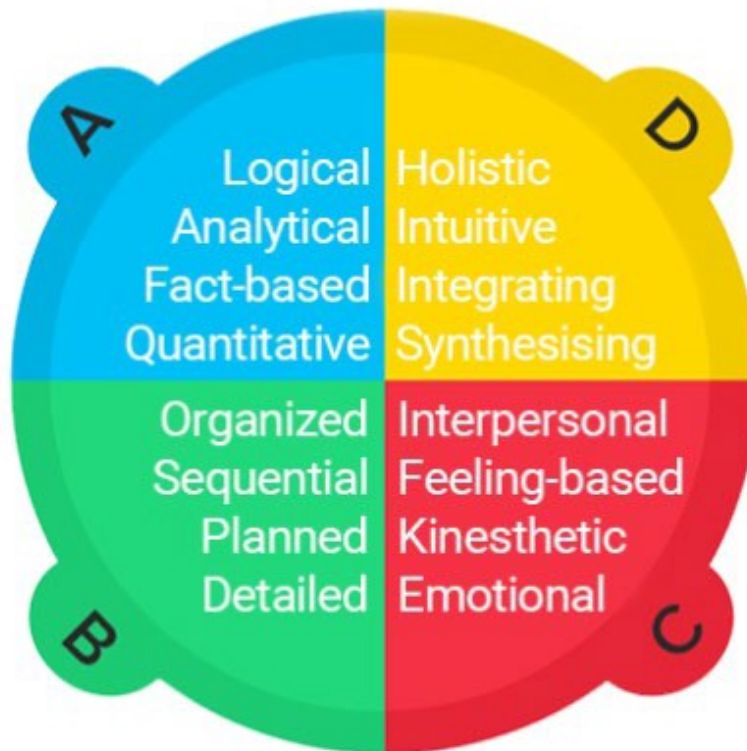 A
Logical
Analytical
Fact-based
Quantitative
D
Holistic
Intuitive
Integrating
Synthesising
B
Organized
Sequential
Planned
Detailed
C
Interpersonal
Feeling-based
Kinesthetic
Emotional